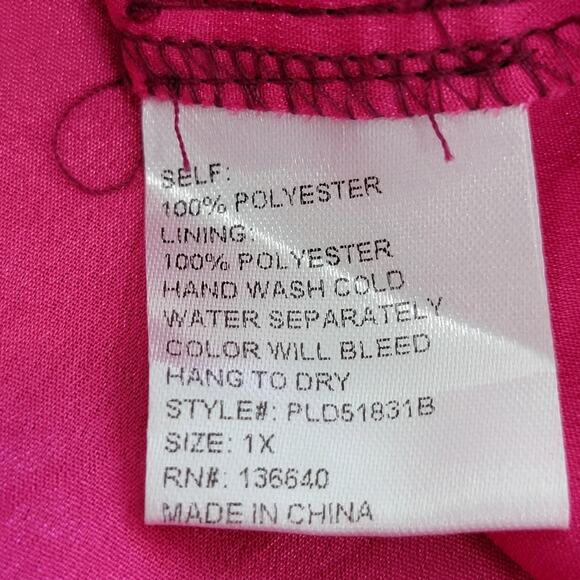 SELF:
100% POLYESTER
LINING:
100% POLYESTER
HAND WASH COLD
WATER SEPARATELY
COLOR WILL BLEED
HANG TO DRY
STYLE#: PLD51831B
SIZE: 1X
RN#: 136640
MADE IN CHINA